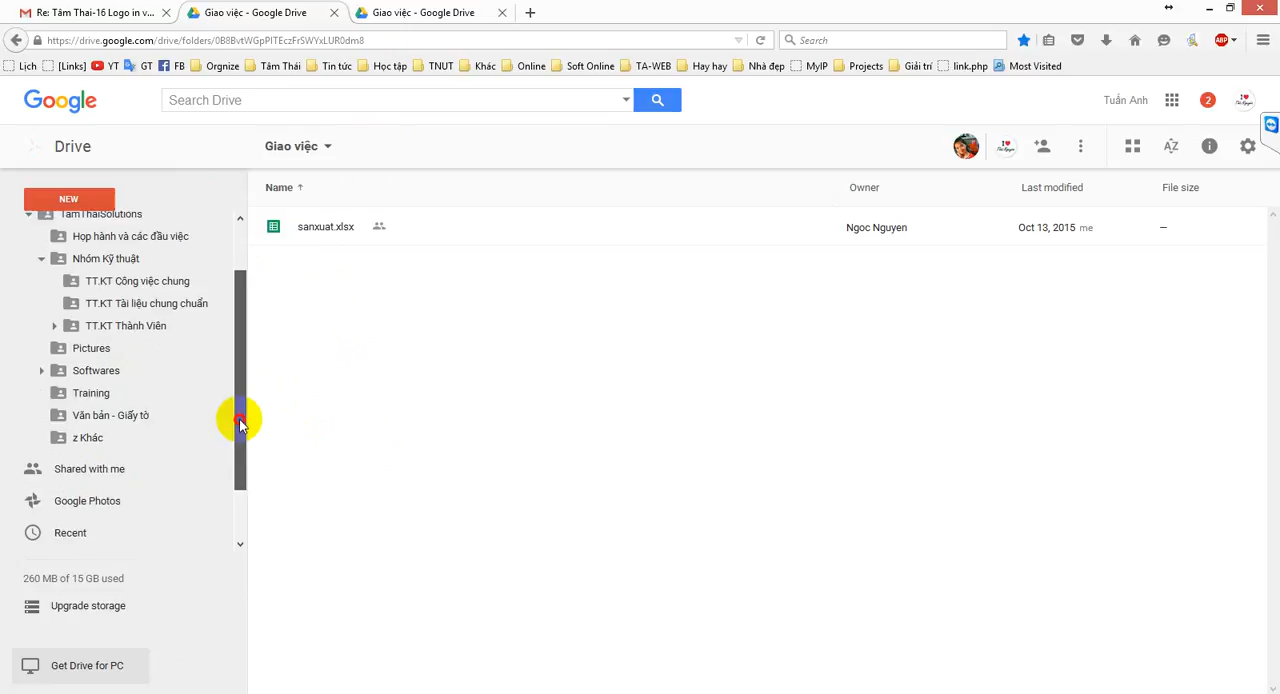 Re: Tâm Thai-16 Logo in v...
Giao việc - Google Drive
Giao việc - Google Drive
https://drive.google.com/drive/folders/0B8BvtWGpPITEczFrSWYxLUR0dm8
Search
Lịch
[Links]
YT
GT
FB
Orgnize
Tám Thái
Tin tức
Học tập
TNUT
Khác
Online
Soft Online
TA-WEB
Hay hay
Nhà đẹp
MyIP
Projects
Giải trí
link.php
Most Visited
ABP
Google
Search Drive
Tuấn Anh
2
Drive
Giao việc
NEW
Name
Owner
Last modified
File size
TamThaiSolutions
sanxuat.xlsx
Ngoc Nguyen
Oct 13, 2015 me
—
Họp hành và các đầu việc
Nhóm Kỹ thuật
TT.KT Công việc chung
TT.KT Tài liệu chung chuẩn
TT.KT Thành Viên
Pictures
Softwares
Training
Văn bản - Giấy tờ
z Khác
Shared with me
Google Photos
Recent
260 MB of 15 GB used
Upgrade storage
Get Drive for PC